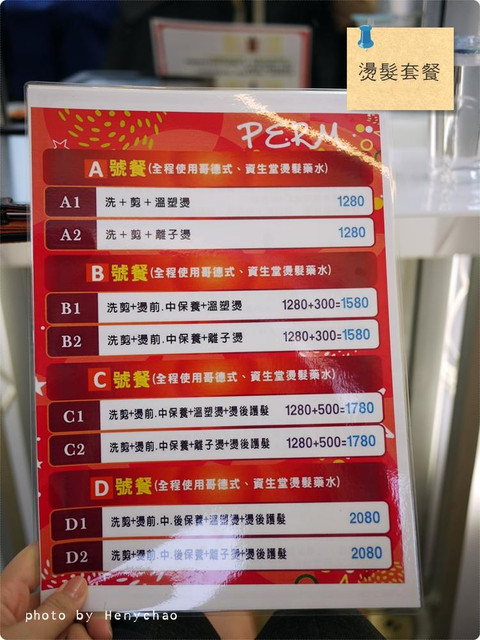 燙髮套餐
PERM
A 號餐(全程使用哥德式、資生堂燙髮藥水)
A1 洗+剪+溫塑燙 1280
A2 洗+剪+離子燙 1280
B 號餐(全程使用哥德式、資生堂燙髮藥水)
B1 洗剪+燙前.中保養+溫塑燙 1280+300=1580
B2 洗剪+燙前.中保養+離子燙 1280+300=1580
C 號餐(全程使用哥德式、資生堂燙髮藥水)
C1 洗剪+燙前.中保養+溫塑燙+燙後護髮 1280+500=1780
C2 洗剪+燙前.中保養+離子燙+燙後護髮 1280+500=1780
D 號餐(全程使用哥德式、資生堂燙髮藥水)
D1 洗剪+燙前.中.後保養+溫塑燙+燙後護髮 2080
D2 洗剪+燙前.中.後保養+離子燙+燙後護髮 2080
photo by Henychao